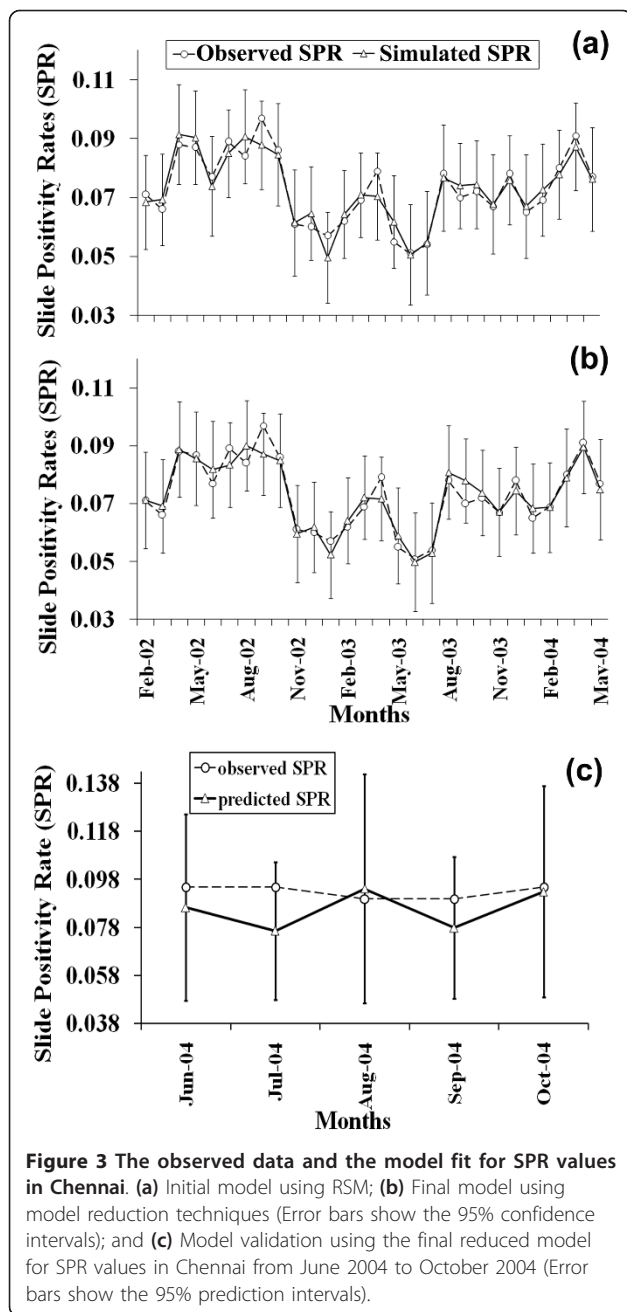 (a)
Observed SPR Simulated SPR
Slide Positivity Rates (SPR)
0.11
0.09
0.07
0.05
0.03
(b)
Slide Positivity Rates (SPR)
0.11
0.09
0.07
0.05
0.03
Feb-02
May-02
Aug-02
Nov-02
Feb-03
May-03
Aug-03
Nov-03
Feb-04
May-04
Months
(c)
observed SPR
predicted SPR
Slide Positivity Rate (SPR)
0.138
0.118
0.098
0.078
0.058
0.038
Jun-04
Jul-04
Aug-04
Sep-04
Oct-04
Months
Figure 3 The observed data and the model fit for SPR values
in Chennai. (a) Initial model using RSM; (b) Final model using
model reduction techniques (Error bars show the 95% confidence
intervals); and (c) Model validation using the final reduced model
for SPR values in Chennai from June 2004 to October 2004 (Error
bars show the 95% prediction intervals).